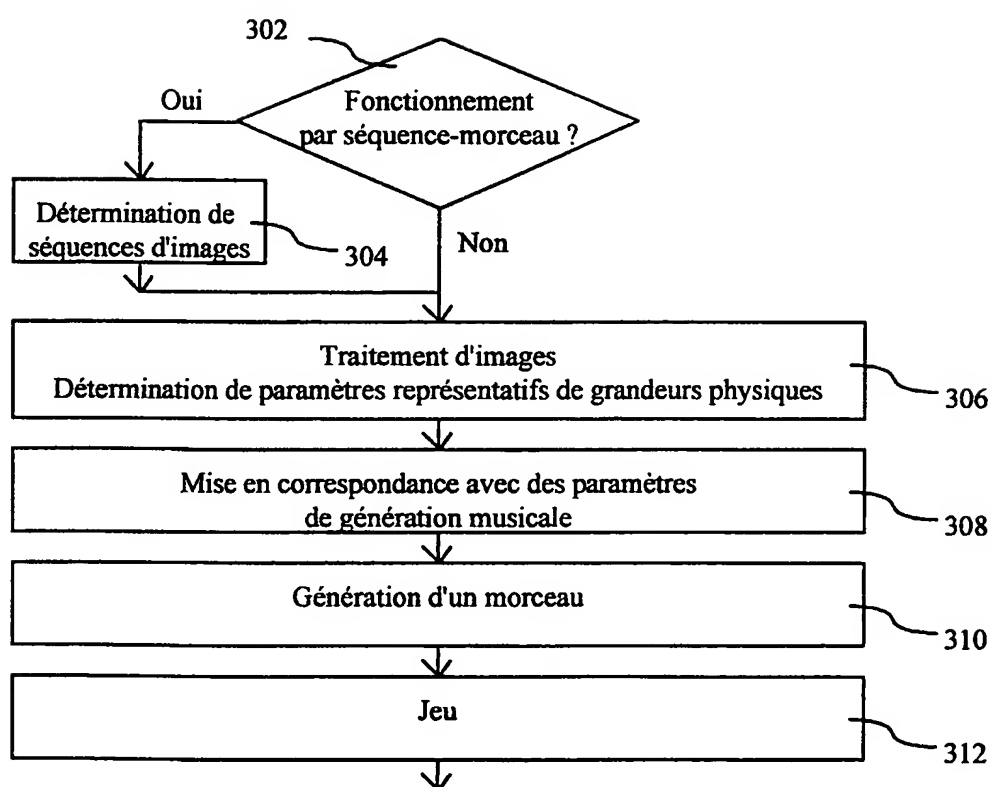 302
Fonctionnement
par séquence-morceau ?
Oui
Détermination de
séquences d'images
304
Non
Traitement d'images
Détermination de paramètres représentatifs de grandeurs physiques
306
Mise en correspondance avec des paramètres
de génération musicale
308
Génération d'un morceau
310
Jeu
312